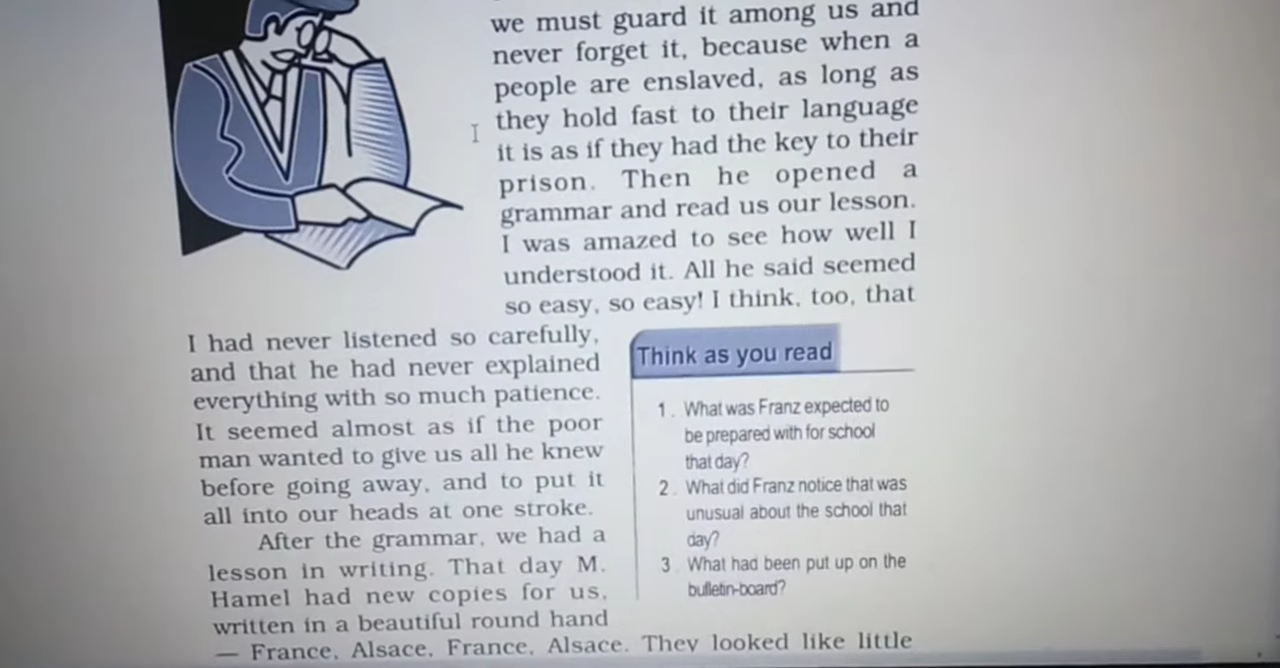 we must guard it among us and
never forget it, because when a
people are enslaved, as long as
they hold fast to their language
it is as if they had the key to their
prison. Then he opened a
grammar and read us our lesson.
I was amazed to see how well I
understood it. All he said seemed
so easy, so easy! I think, too, that
I had never listened so carefully,
and that he had never explained
everything with so much patience.
It seemed almost as if the poor
man wanted to give us all he knew
before going away, and to put it
all into our heads at one stroke.
After the grammar, we had a
lesson in writing. That day M.
Hamel had new copies for us,
written in a beautiful round hand
— France, Alsace, France, Alsace. They looked like little
Think as you read
1. What was Franz expected to
be prepared with for school
that day?
2. What did Franz notice that was
unusual about the school that
day?
3. What had been put up on the
bulletin-board?